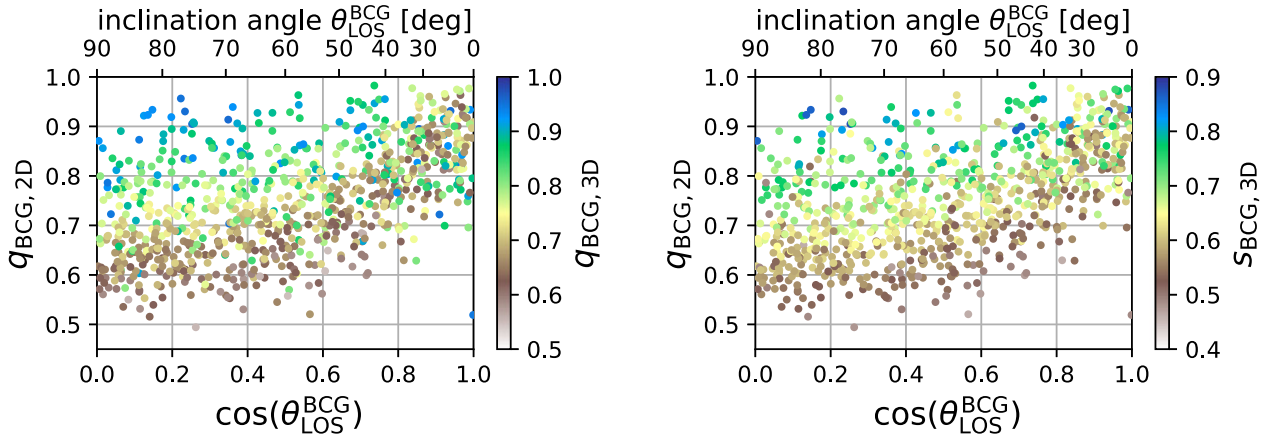 inclination angle θ_LOS^BCG [deg]
90 80 70 60 50 40 30 0
1.0
0.9
0.8
0.7
0.6
0.5
q_BCG, 2D
0.0 0.2 0.4 0.6 0.8 1.0
cos(θ_LOS^BCG)
1.0
0.9
0.8
0.7
0.6
0.5
q_BCG, 3D
inclination angle θ_LOS^BCG [deg]
90 80 70 60 50 40 30 0
1.0
0.9
0.8
0.7
0.6
0.5
q_BCG, 2D
0.0 0.2 0.4 0.6 0.8 1.0
cos(θ_LOS^BCG)
0.9
0.8
0.7
0.6
0.5
0.4
s_BCG, 3D